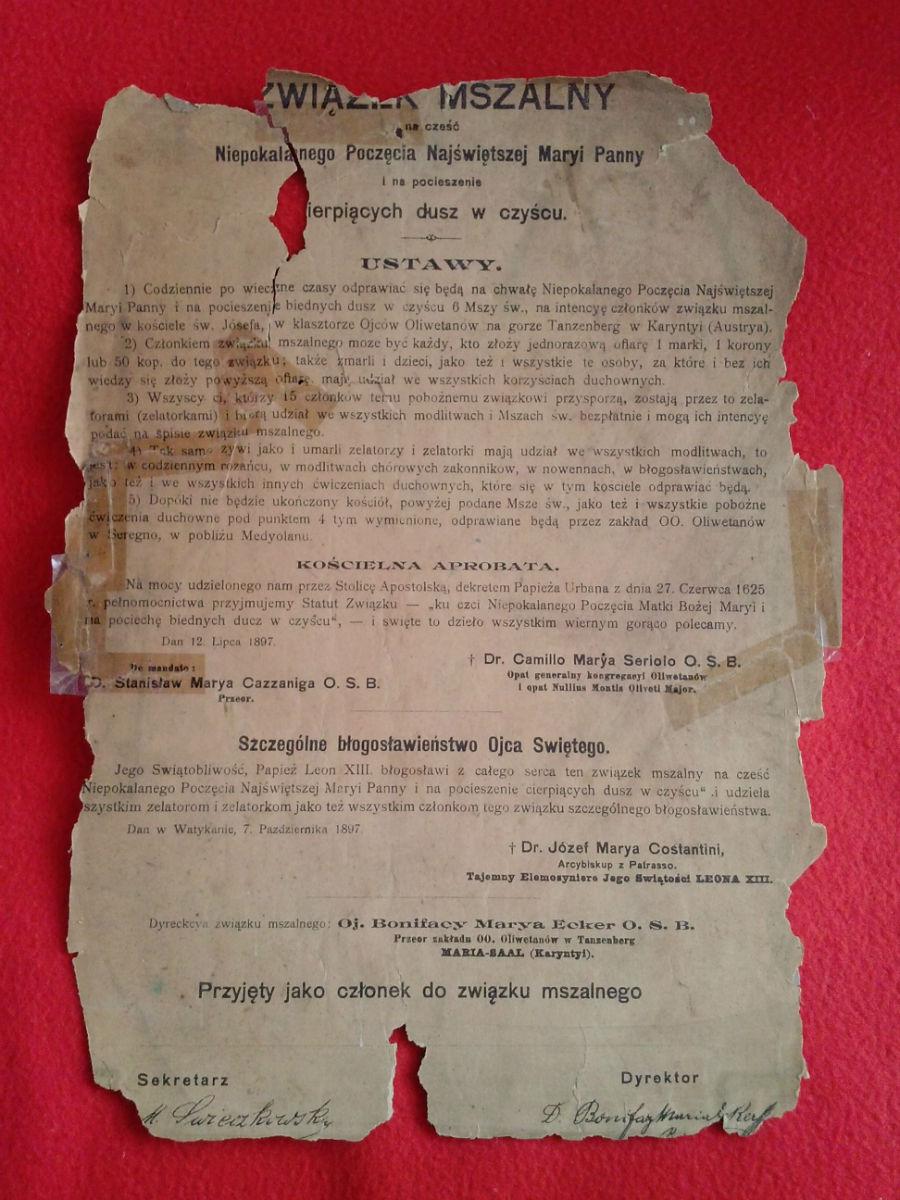 ZWIĄZEK MSZALNY
na cześć
Niepokalanego Poczęcia Najświętszej Maryi Panny
i na pocieszenie
ierpiących dusz w czyścu.
USTAWY.
1) Codziennie po wieczne czasy odprawiać się będą na chwałę Niepokalanego Poczęcia Najświętszej
Maryi Panny i na pocieszenie biednych dusz w czyścu 6 Mszy św., na intencyę członków związku mszal-
nego w kościele św. Józefa, w klasztorze Ojców Oliwetanów na gorze Tanzenberg w Karyntyi (Austrya).
2) Członkiem związku mszalnego moze być każdy, kto złoży jednorazową ofiarę 1 marki, 1 korony
lub 50 kop. do tego związku; także zmarli i dzieci, jako też i wszystkie te osoby, za które i bez ich
wiedzy się złoży powyższą ofiarę, mają udział we wszystkich korzysciach duchownych.
3) Wszyscy ci, którzy 15 członków temu pobożnemu związkowi przysporzą, zostają przez to zela-
torami (zelatorkami) i biorą udział we wszystkich modlitwach i Mszach św. bezpłatnie i mogą ich intencyę
podać na spisie związku mszalnego.
4) Tak samo żywi jako i umarli zelatorzy i zelatorki mają udział we wszystkich modlitwach, to
jest: w codziennym rożańcu, w modlitwach chórowych zakonnikow, w nowennach, w błogosławieństwach,
jako też i we wszystkich innych ćwiczeniach duchownych, które się w tym kosciele odprawiać będą.
5) Dopóki nie będzie ukończony kościół, powyżej podane Msze św., jako też i wszystkie pobożne
ćwiczenia duchowne pod punktem 4 tym wymienione, odprawiane będą przez zakład OO. Oliwetanów
w Seregno, w pobliżu Medyolanu.
KOŚCIELNA APROBATA.
Na mocy udzielonego nam przez Stolicę Apostolską, dekretem Papieża Urbana z dnia 27. Czerwca 1625
r. pełnomocnictwa przyjmujemy Statut Związku — „ku czci Niepokalanego Poczęcia Matki Bożej Maryi i
na pociechę biednych ducz w czyścu“, — i swięte to dzieło wszystkim wiernym gorąco polecamy.
Dan 12. Lipca 1897.
† Dr. Camillo Marya Seriolo O. S. B.
Opat generalny kongregacyi Oliwetanów
i opat Nullius Montis Oliveti Major.
De mandato:
D. Stanisław Marya Cazzaniga O. S. B.
Przeor.
Szczególne błogosławieństwo Ojca Swiętego.
Jego Swiątobliwość, Papież Leon XIII. błogosławi z całego serca ten związek mszalny na cześć
Niepokalanego Poczęcia Najświętszej Maryi Panny i na pocieszenie cierpiących dusz w czyścu“ i udziela
szystkim zelatorom i zelatorkom jako też wszystkim członkom tego związku szczególnego błogosławieństwa.
Dan w Watykanie, 7. Pazdziernika 1897.
† Dr. Józef Marya Costantini,
Arcybiskup z Patrasso.
Tajemny Elemosyniere Jego Swiątości LEONA XIII.
Dyrekcya związku mszalnego: Oj. Bonifacy Marya Ecker O. S. B.
Przeor zakładu OO. Oliwetanów w Tanzenberg
MARIA-SAAL (Karyntyi).
Przyjęty jako członek do związku mszalnego
Sekretarz
Dyrektor
D. Bonifaz